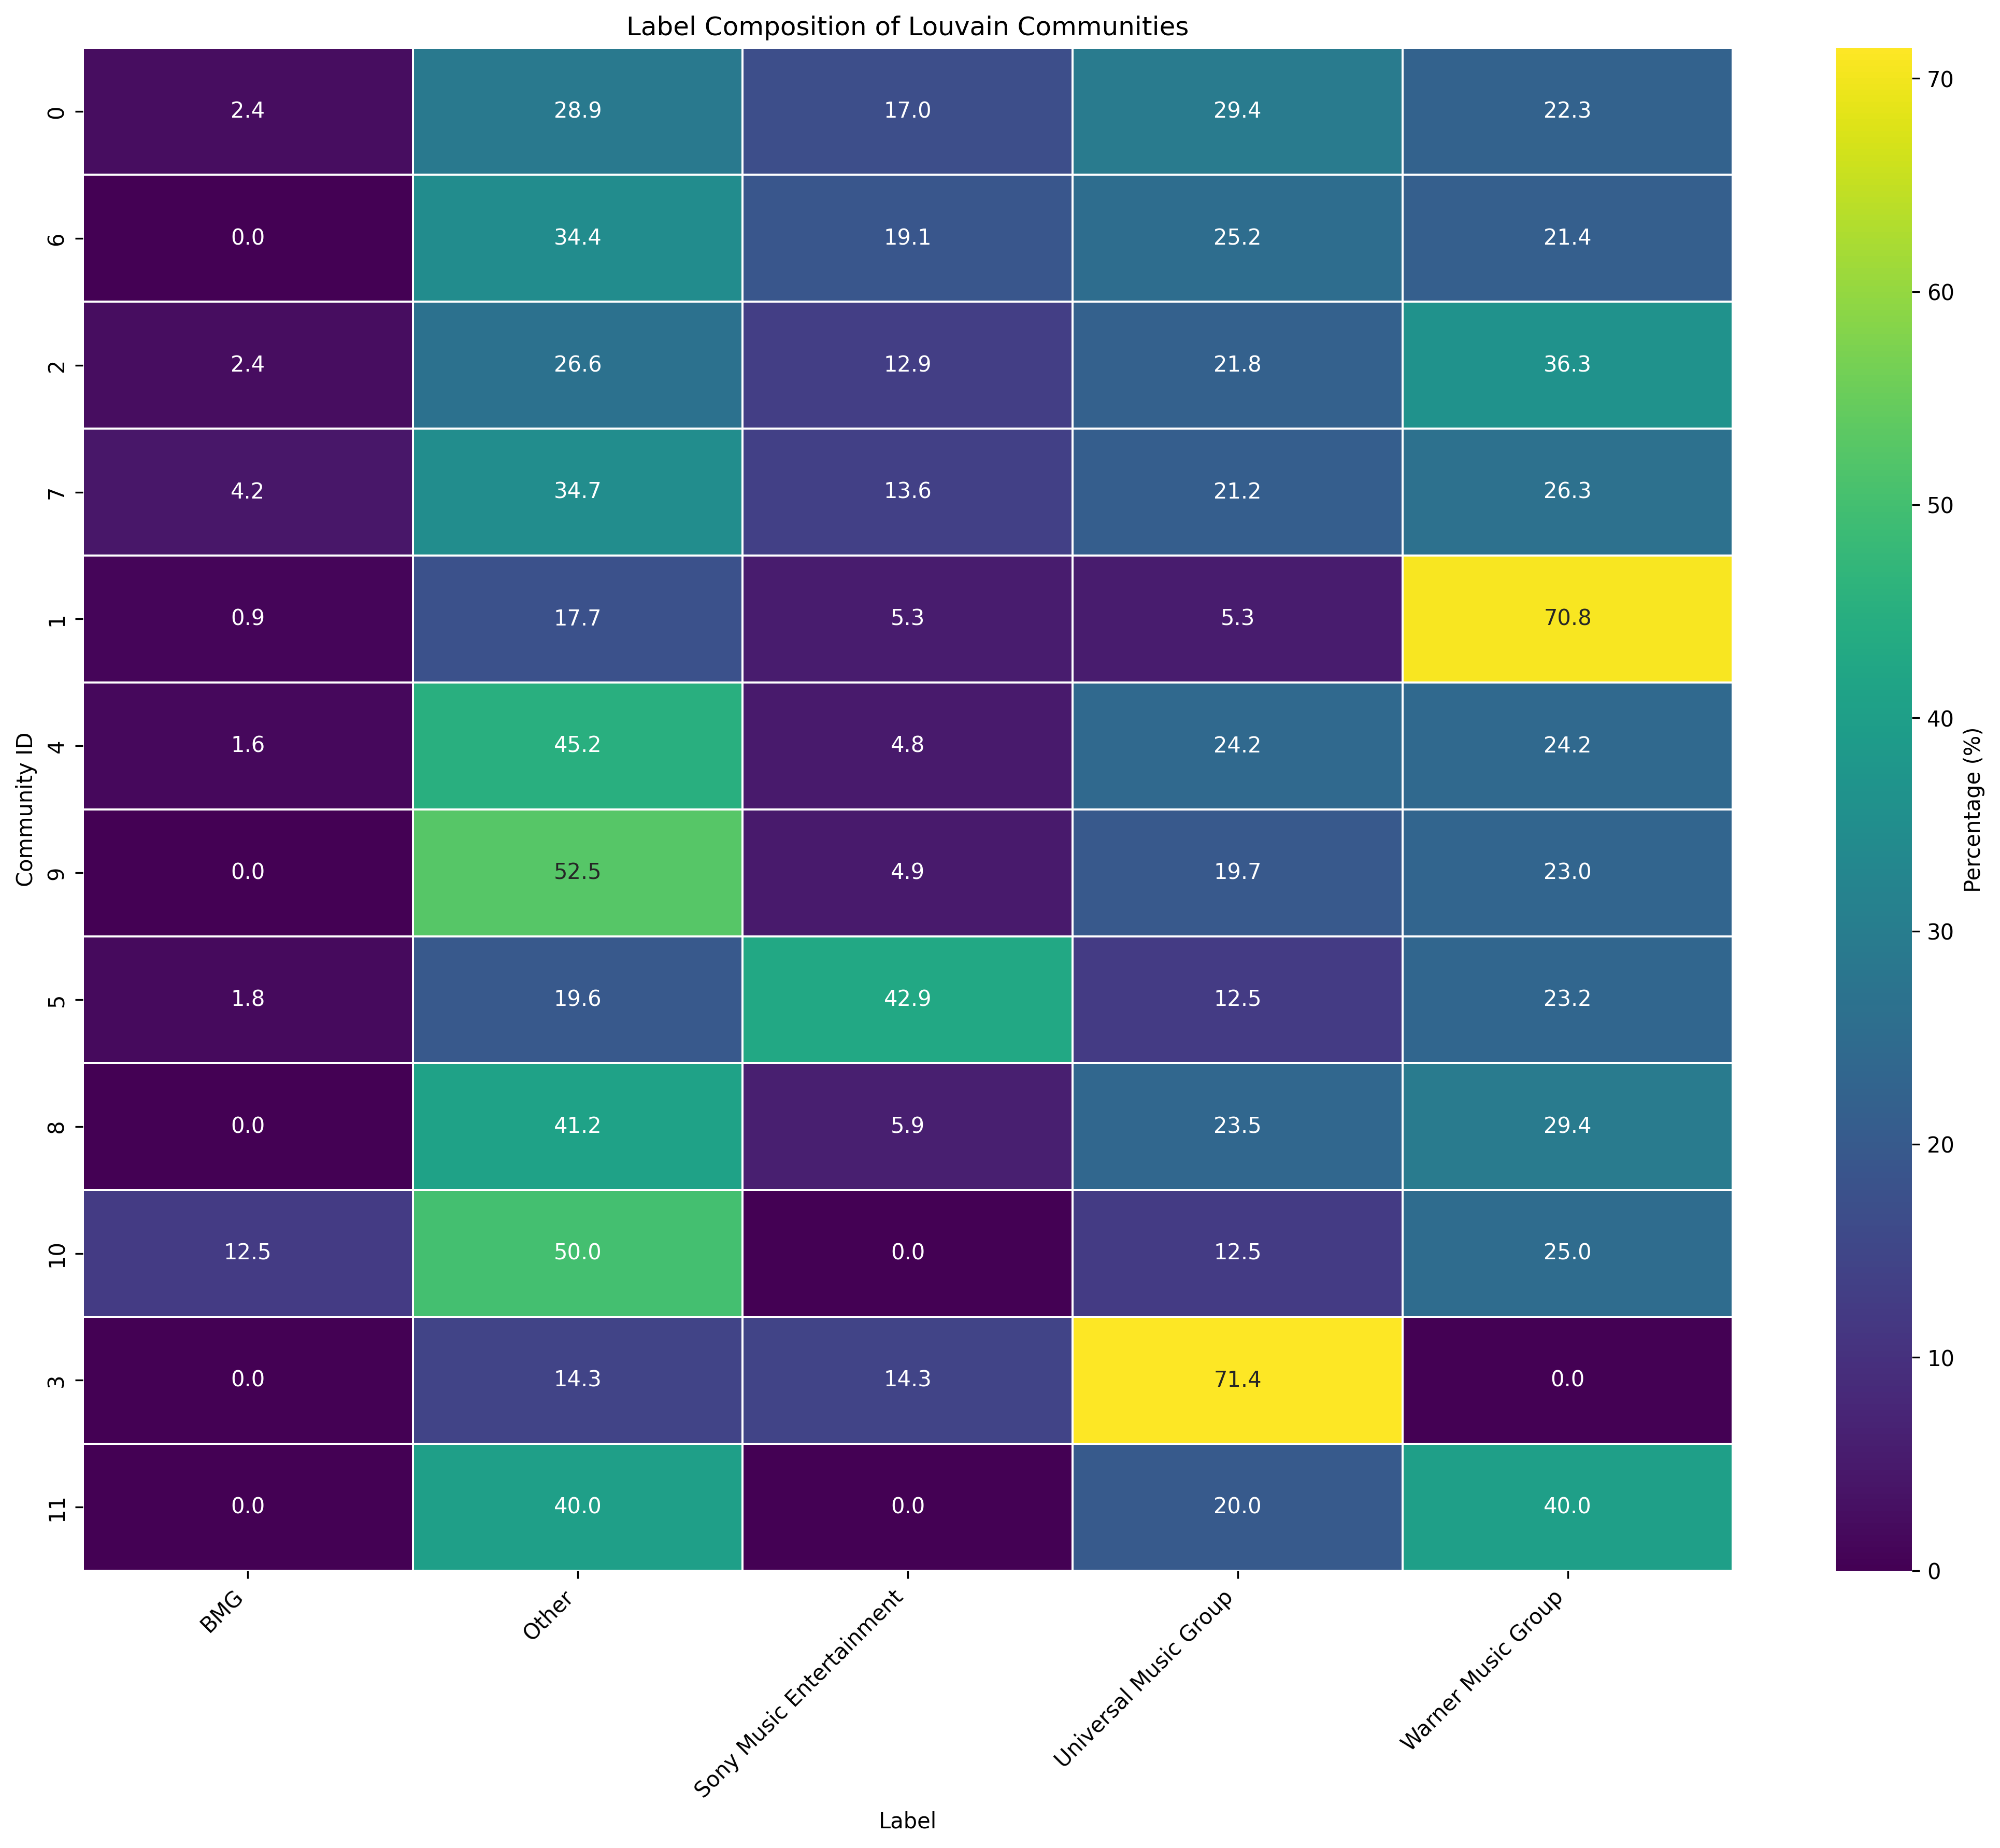 Label Composition of Louvain Communities
0 2.4 28.9 17.0 29.4 22.3
6 0.0 34.4 19.1 25.2 21.4
2 2.4 26.6 12.9 21.8 36.3
7 4.2 34.7 13.6 21.2 26.3
1 0.9 17.7 5.3 5.3 70.8
4 1.6 45.2 4.8 24.2 24.2
9 0.0 52.5 4.9 19.7 23.0
5 1.8 19.6 42.9 12.5 23.2
8 0.0 41.2 5.9 23.5 29.4
10 12.5 50.0 0.0 12.5 25.0
3 0.0 14.3 14.3 71.4 0.0
11 0.0 40.0 0.0 20.0 40.0
Community ID
BMG
Other
Sony Music Entertainment
Universal Music Group
Warner Music Group
Label
70
60
50
40
30
20
10
0
Percentage (%)